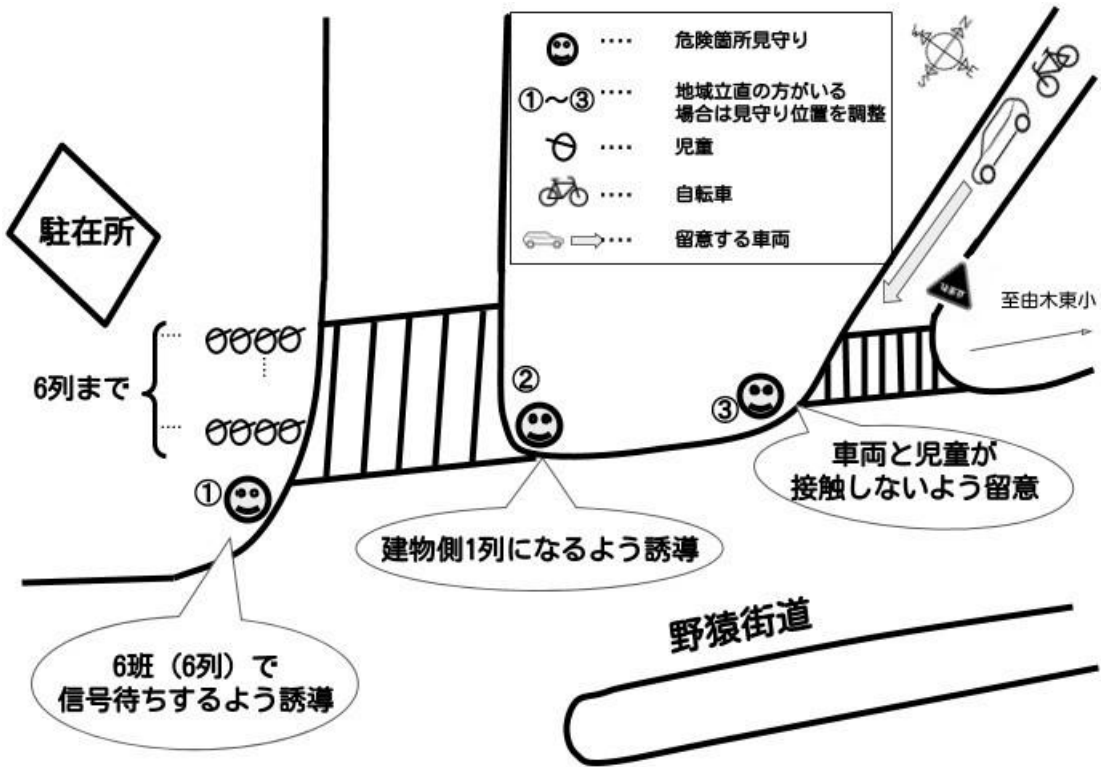 危険箇所見守り
①～③
地域立直の方がいる
場合は見守り位置を調整
児童
自転車
留意する車両
駐在所
止まれ
至由木東小
6列まで
①
②
③
車両と児童が
接触しないよう留意
建物側1列になるよう誘導
6班（6列）で
信号待ちするよう誘導
野猿街道